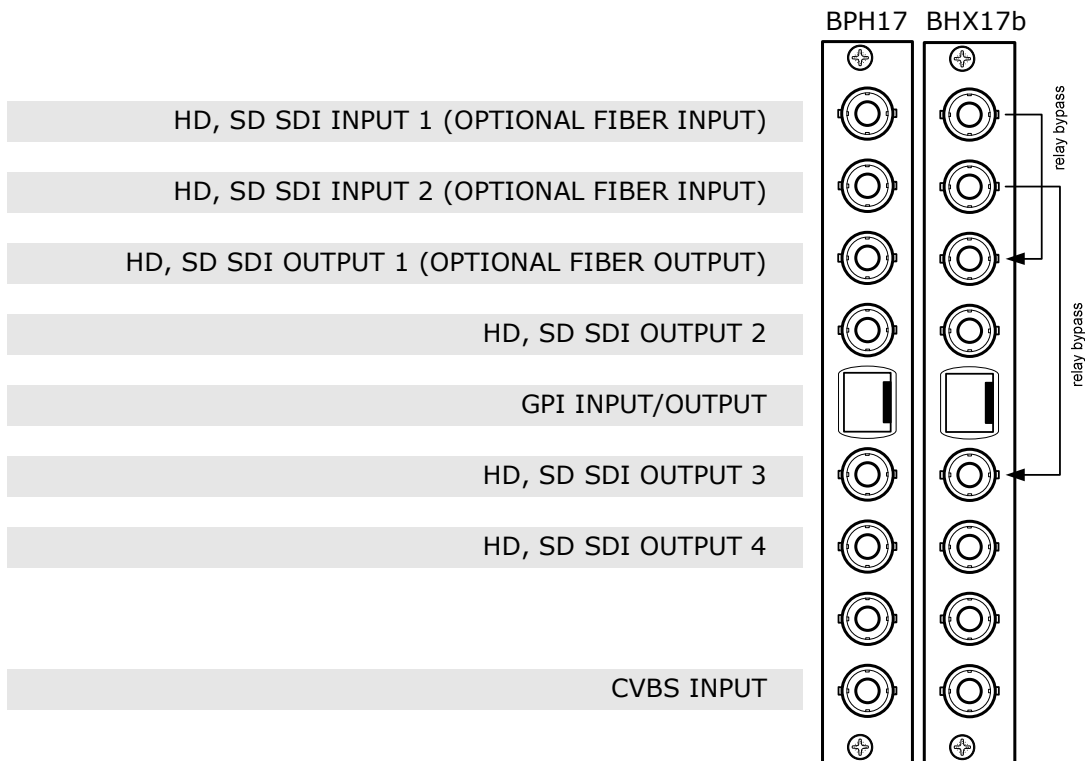 BPH17 BHX17b
HD, SD SDI INPUT 1 (OPTIONAL FIBER INPUT)
relay bypass
HD, SD SDI INPUT 2 (OPTIONAL FIBER INPUT)
HD, SD SDI OUTPUT 1 (OPTIONAL FIBER OUTPUT)
HD, SD SDI OUTPUT 2
relay bypass
GPI INPUT/OUTPUT
HD, SD SDI OUTPUT 3
HD, SD SDI OUTPUT 4
CVBS INPUT